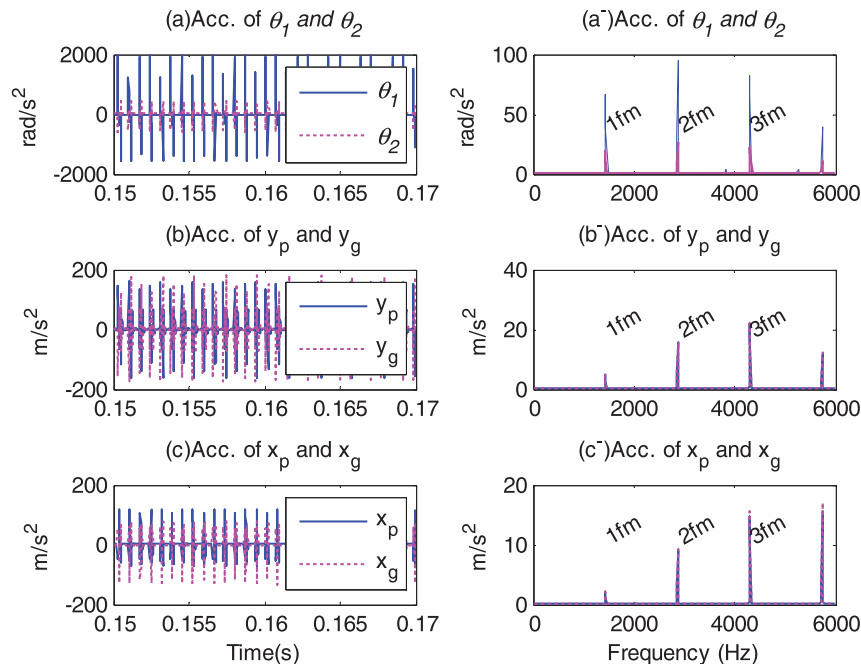 (a)Acc. of θ1 and θ2
2000
0
-2000
rad/s2
0.15 0.155 0.16 0.165 0.17
θ1
θ2
(a-)Acc. of θ1 and θ2
100
50
0
rad/s2
0 2000 4000 6000
1fm
2fm
3fm
(b)Acc. of yp and yg
200
0
-200
m/s2
0.15 0.155 0.16 0.165 0.17
yp
yg
(b-)Acc. of yp and yg
40
20
0
m/s2
0 2000 4000 6000
1fm
2fm
3fm
(c)Acc. of xp and xg
200
0
-200
m/s2
0.15 0.155 0.16 0.165 0.17
Time(s)
xp
xg
(c-)Acc. of xp and xg
20
10
0
m/s2
0 2000 4000 6000
Frequency (Hz)
1fm
2fm
3fm